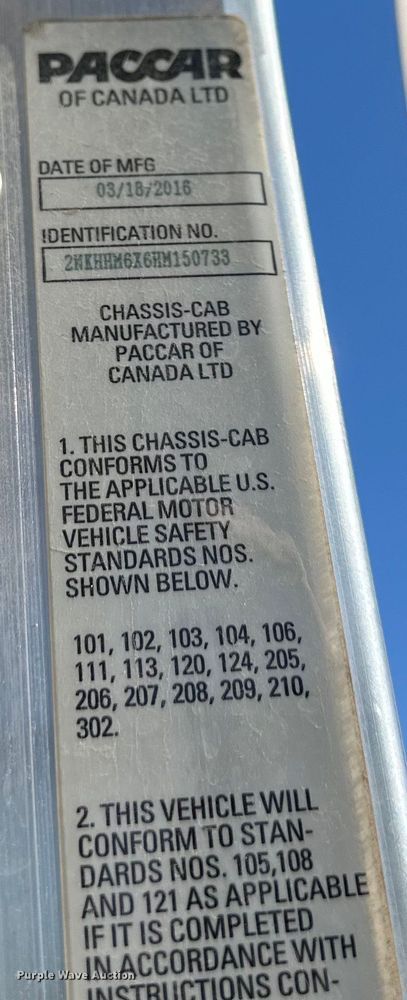 PACCAR
OF CANADA LTD
DATE OF MFG
03/18/2016
IDENTIFICATION NO.
2NKHHM6X6HM150733
CHASSIS-CAB
MANUFACTURED BY
PACCAR OF
CANADA LTD
1. THIS CHASSIS-CAB
CONFORMS TO
THE APPLICABLE U.S.
FEDERAL MOTOR
VEHICLE SAFETY
STANDARDS NOS.
SHOWN BELOW.
101, 102, 103, 104, 106,
111, 113, 120, 124, 205,
206, 207, 208, 209, 210,
302.
2. THIS VEHICLE WILL
CONFORM TO STAN-
DARDS NOS. 105,108
AND 121 AS APPLICABLE
IF IT IS COMPLETED
IN ACCORDANCE WITH
INSTRUCTIONS CON-
Purple Wave Auction